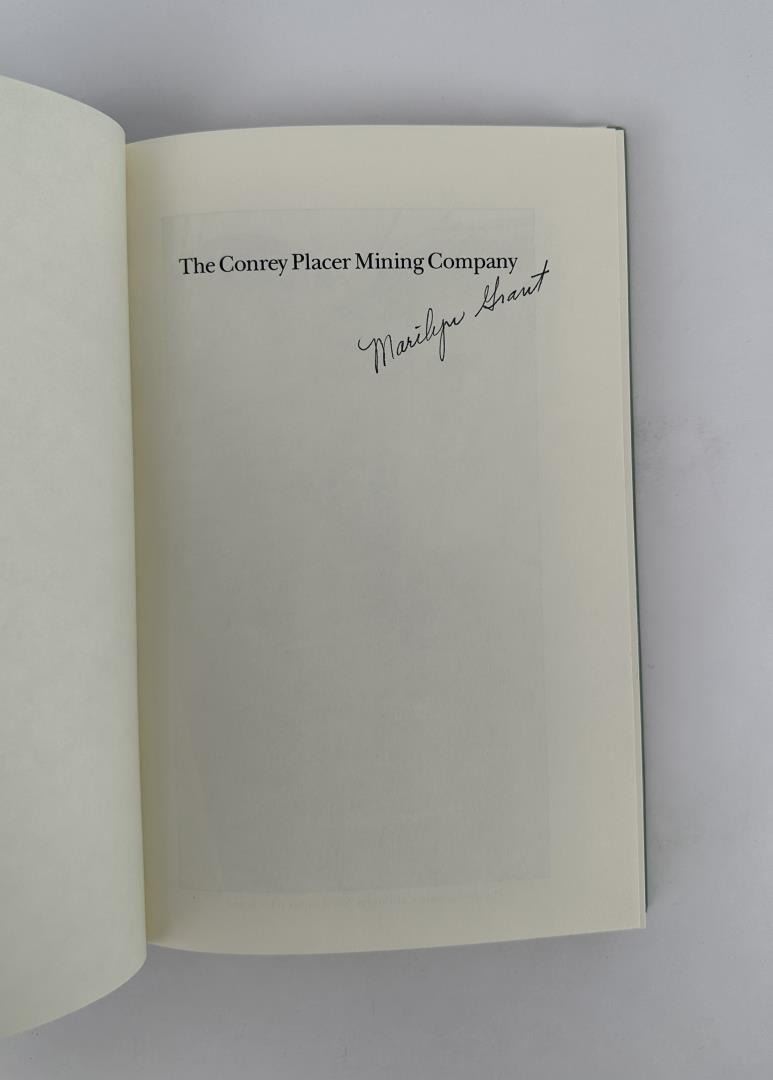 The Conrey Placer Mining Company
Marilyn Grant